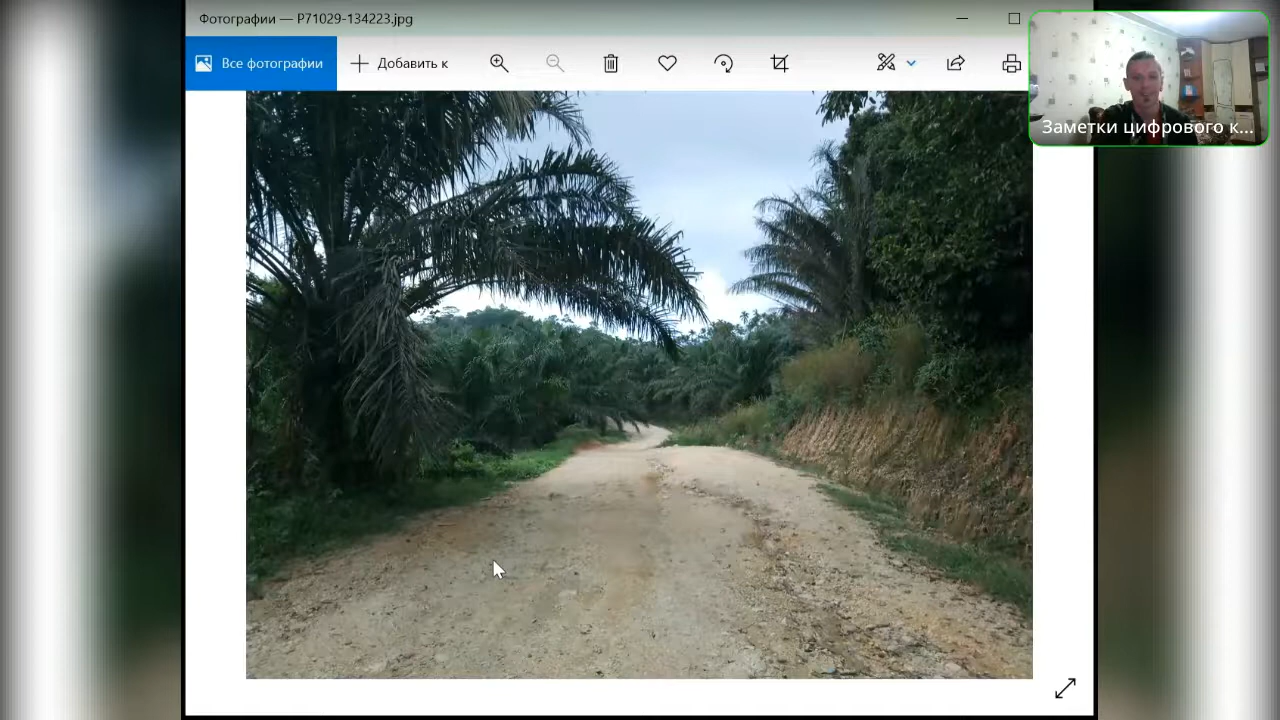 Фотографии — P71029-134223.jpg
Все фотографии
Добавить к
Заметки цифрового к...